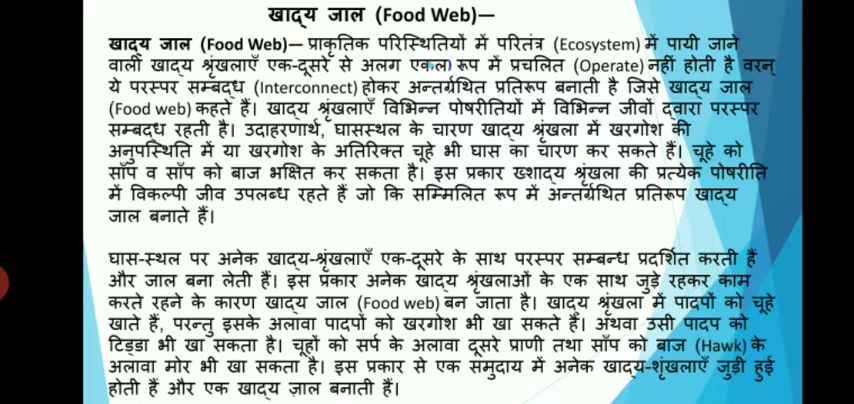 खाद्य जाल (Food Web)—
खाद्य जाल (Food Web)— प्राकृतिक परिस्थितियों में परितंत्र (Ecosystem) में पायी जाने
वाली खाद्य श्रृंखलाएँ एक-दूसरे से अलग एकल) रूप में प्रचलित (Operate) नहीं होती है वरन्
ये परस्पर सम्बद्ध (Interconnect) होकर अन्तर्ग्रथित प्रतिरूप बनाती है जिसे खाद्य जाल
(Food web) कहते हैं। खाद्य श्रृंखलाएँ विभिन्न पोषरीतियों में विभिन्न जीवों द्वारा परस्पर
सम्बद्ध रहती है। उदाहरणार्थ, घासस्थल के चारण खाद्य श्रृंखला में खरगोश की
अनुपस्थिति में या खरगोश के अतिरिक्त चूहे भी घास का चारण कर सकते हैं। चूहे को
साँप व साँप को बाज भक्षित कर सकता है। इस प्रकार ख्शाद्य श्रृंखला की प्रत्येक पोषरीति
में विकल्पी जीव उपलब्ध रहते हैं जो कि सम्मिलित रूप में अन्तर्ग्रथित प्रतिरूप खाद्य
जाल बनाते हैं।
घास-स्थल पर अनेक खाद्य-श्रृंखलाएँ एक-दूसरे के साथ परस्पर सम्बन्ध प्रदर्शित करती हैं
और जाल बना लेती हैं। इस प्रकार अनेक खाद्य श्रृंखलाओं के एक साथ जुड़े रहकर काम
करते रहने के कारण खाद्य जाल (Food web) बन जाता है। खाद्य श्रृंखला में पादपों को चूहे
खाते हैं, परन्तु इसके अलावा पादपों को खरगोश भी खा सकते हैं। अथवा उसी पादप को
टिड्डा भी खा सकता है। चूहों को सर्प के अलावा दूसरे प्राणी तथा साँप को बाज (Hawk) के
अलावा मोर भी खा सकता है। इस प्रकार से एक समुदाय में अनेक खाद्य-शृंखलाएँ जुड़ी हुई
होती हैं और एक खाद्य ज़ाल बनाती हैं।